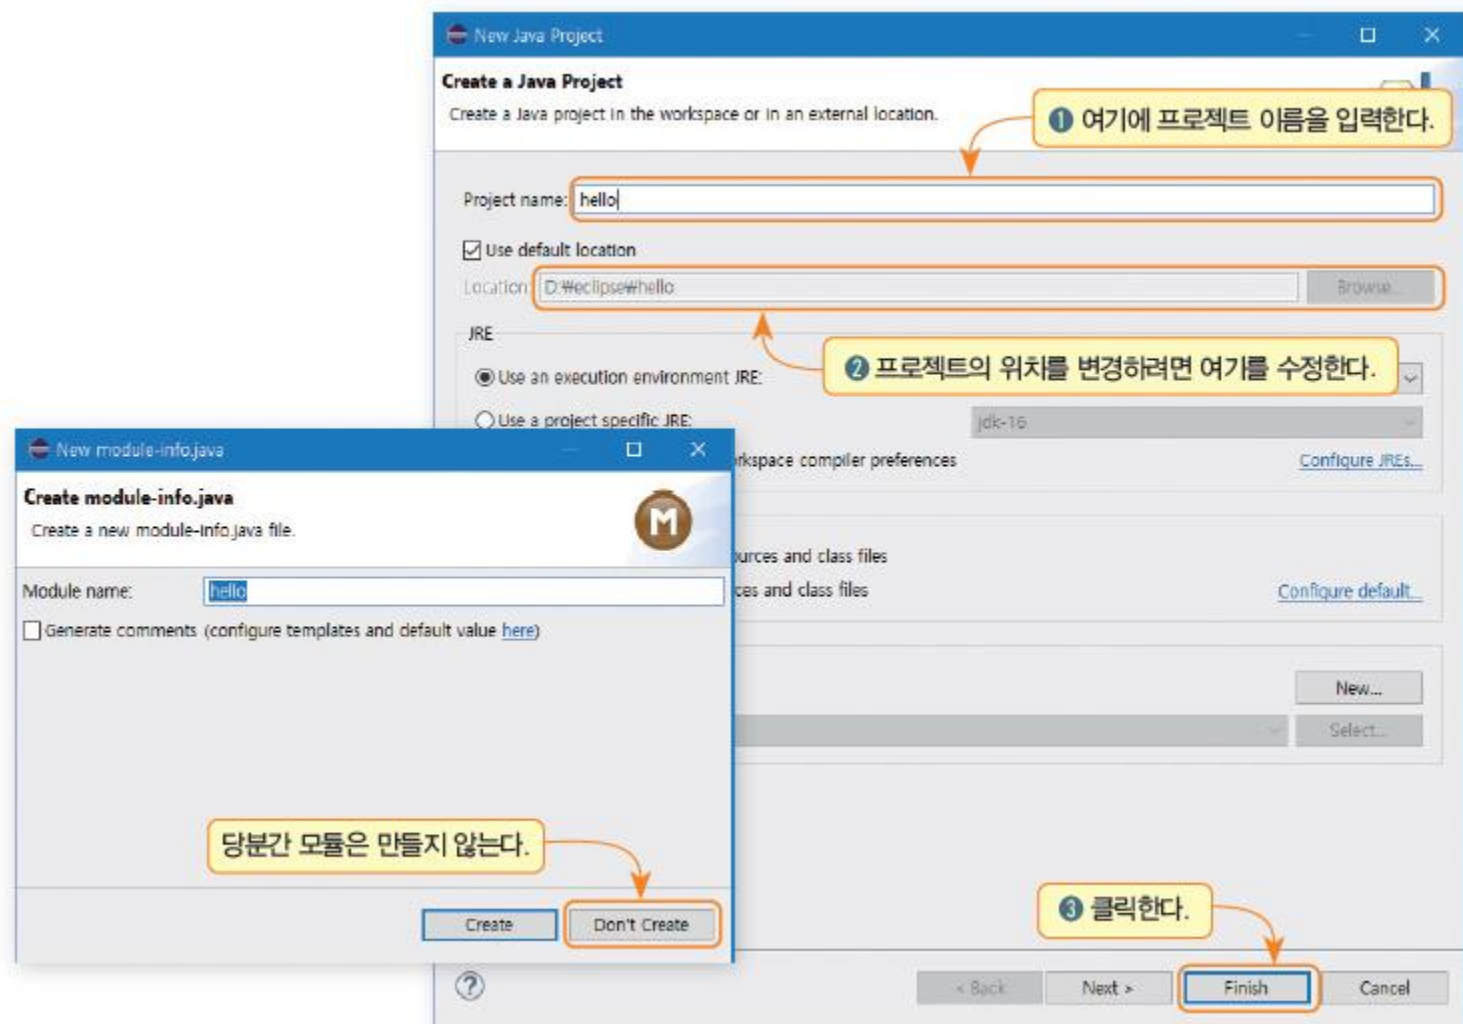 New Java Project
Create a Java Project
Create a Java project in the workspace or in an external location.
❶ 여기에 프로젝트 이름을 입력한다.
Project name: hello
Use default location
Location: D:₩eclipse₩hello Browse...
JRE
❷ 프로젝트의 위치를 변경하려면 여기를 수정한다.
Use an execution environment JRE:
Use a project specific JRE: jdk-16
rkspace compiler preferences Configure JREs...
urces and class files
ces and class files Configure default...
New...
Select...
❸ 클릭한다.
< Back Next > Finish Cancel
New module-info.java
Create module-info.java
Create a new module-info.java file.
M
Module name: hello
Generate comments (configure templates and default value here)
당분간 모듈은 만들지 않는다.
Create Don't Create